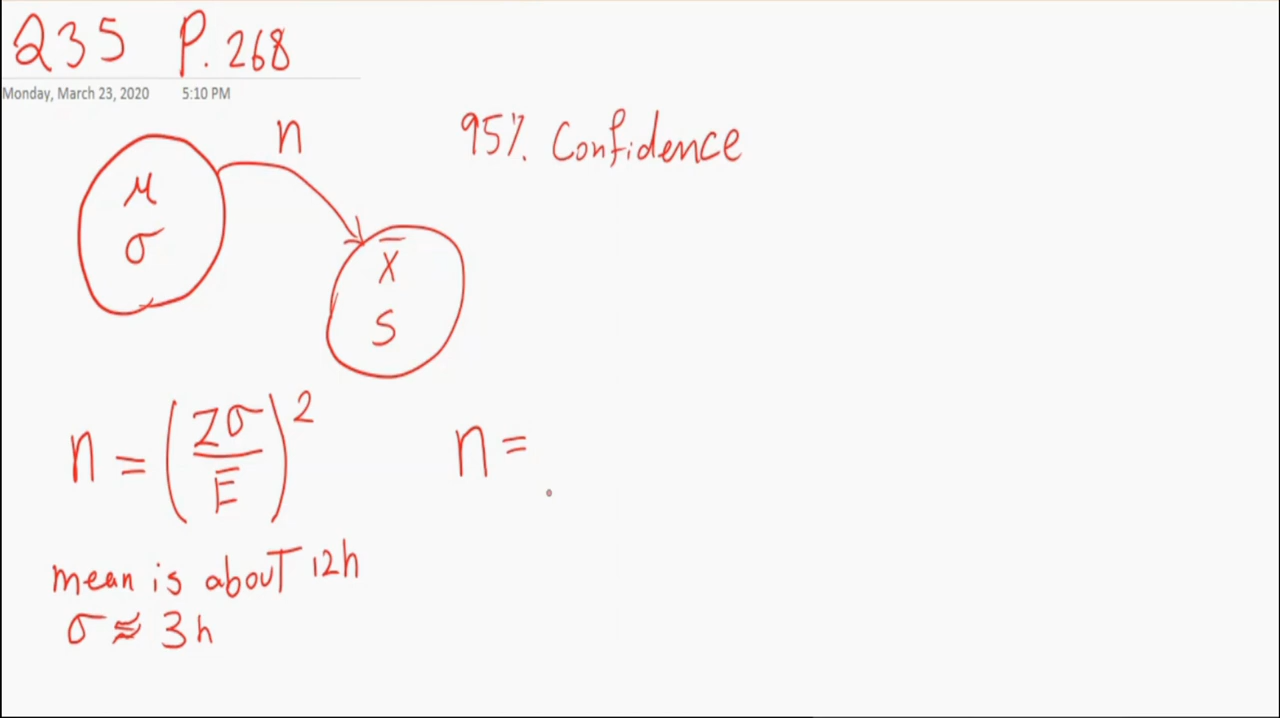 Q35 P.268
Monday, March 23, 2020 5:10 PM
n
95% Confidence
μ
σ
x̄
S
n = (Zσ/E)²
n =
mean is about 12h
σ ≈ 3h